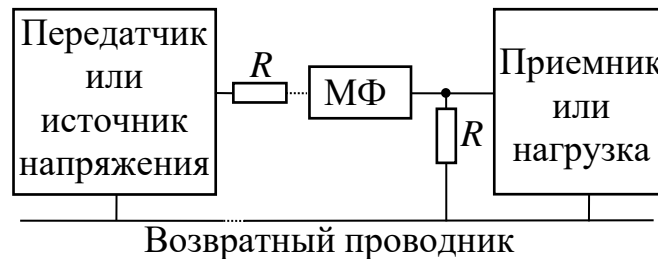 Передатчик
или
источник
напряжения
R
МФ
R
Приемник
или
нагрузка
Возвратный проводник